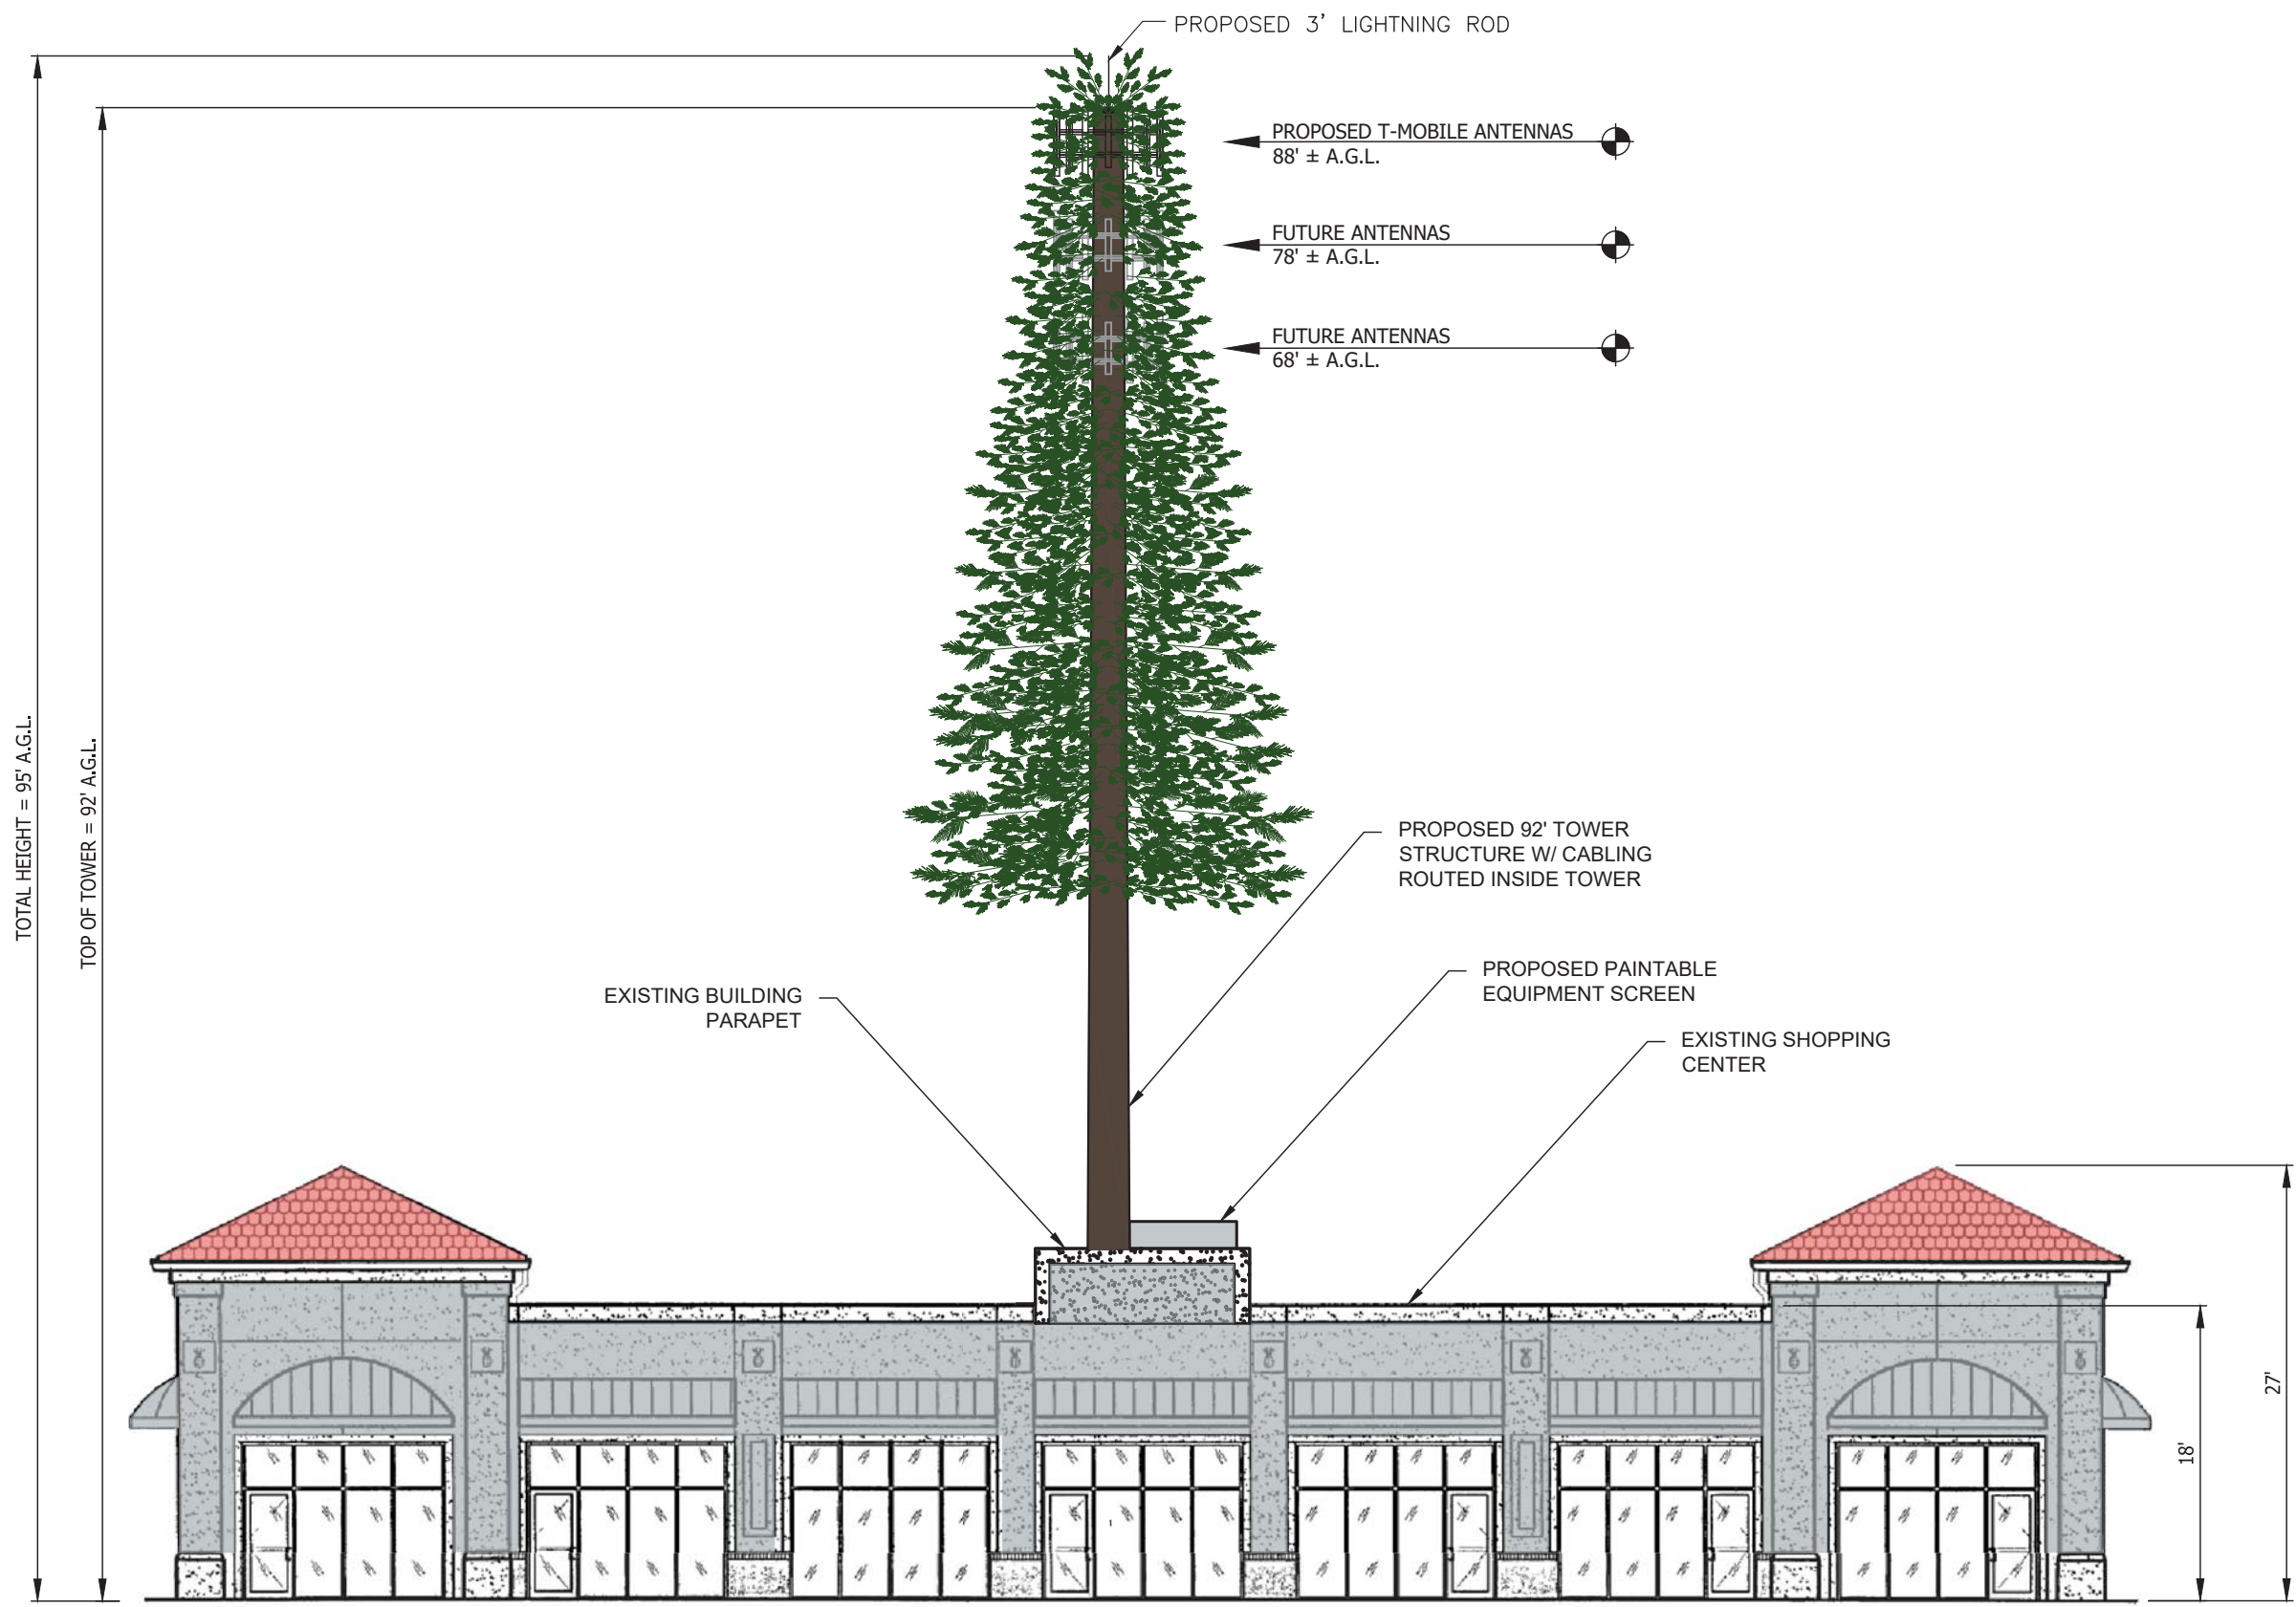 PROPOSED 3' LIGHTNING ROD
PROPOSED T-MOBILE ANTENNAS
88' ± A.G.L.
FUTURE ANTENNAS
78' ± A.G.L.
FUTURE ANTENNAS
68' ± A.G.L.
TOTAL HEIGHT = 95' A.G.L.
TOP OF TOWER = 92' A.G.L.
PROPOSED 92' TOWER
STRUCTURE W/ CABLING
ROUTED INSIDE TOWER
EXISTING BUILDING
PARAPET
PROPOSED PAINTABLE
EQUIPMENT SCREEN
EXISTING SHOPPING
CENTER
27'
18'